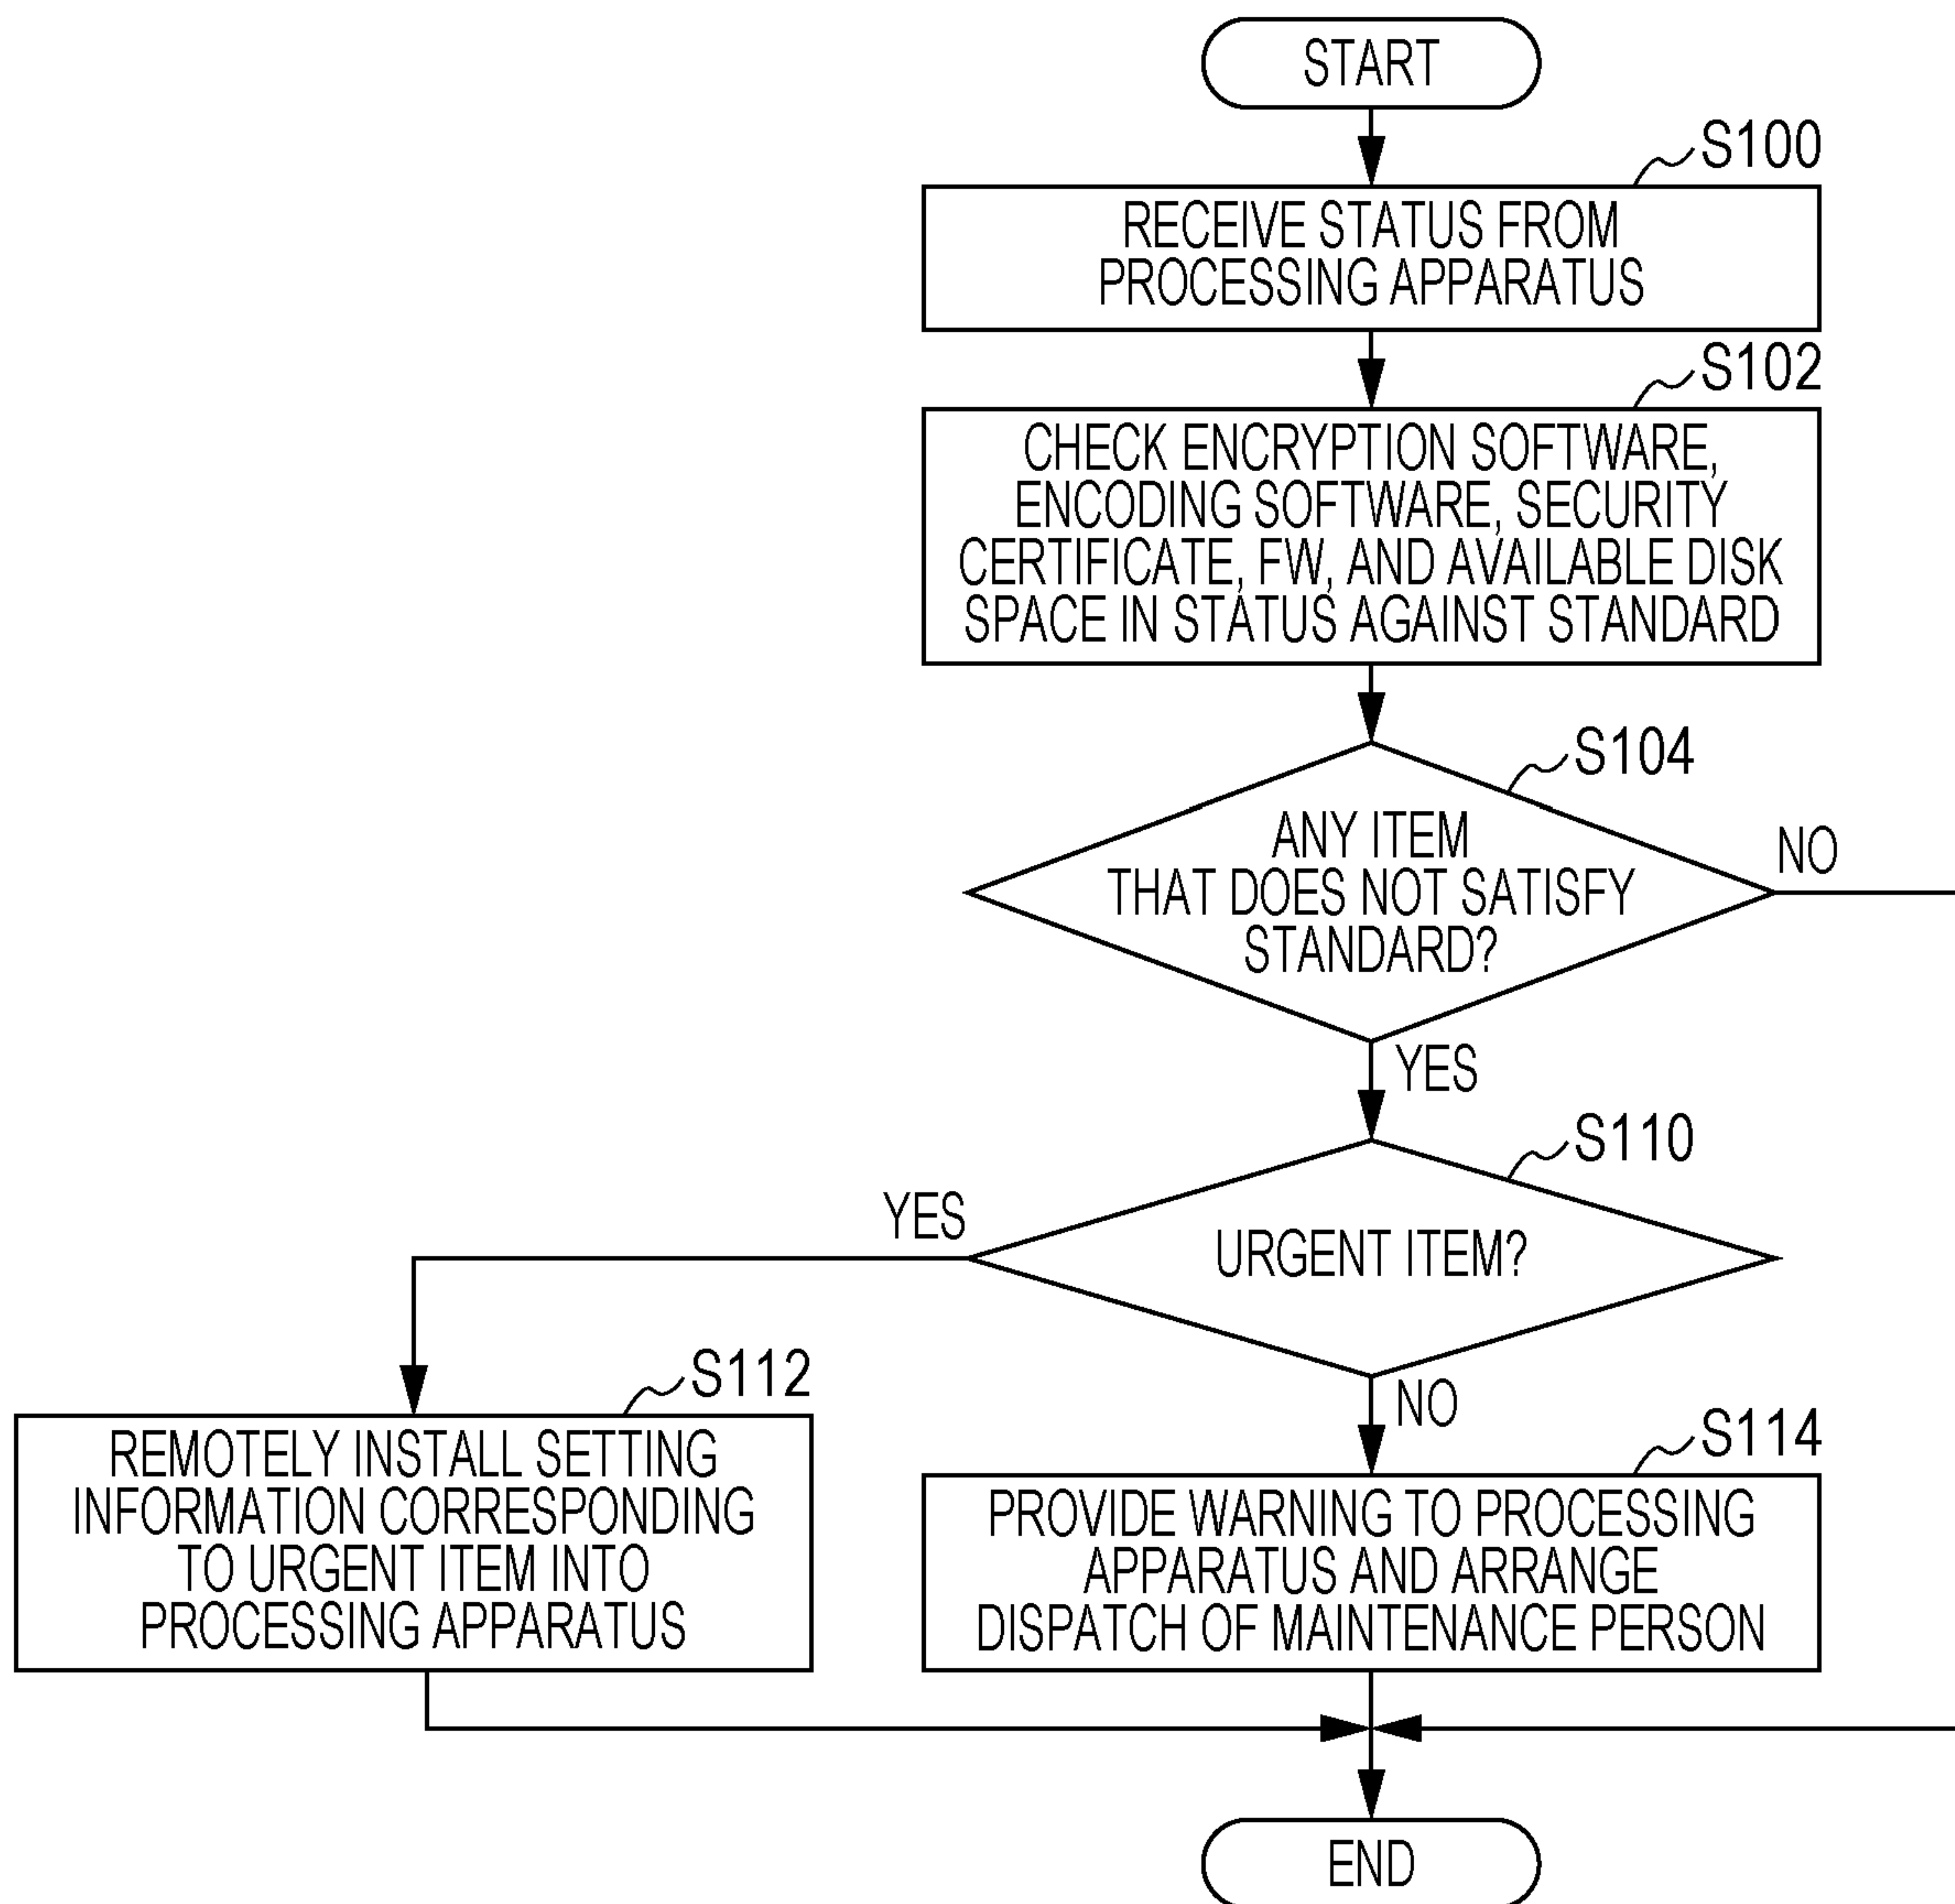 START
S100
RECEIVE STATUS FROM
PROCESSING APPARATUS
S102
CHECK ENCRYPTION SOFTWARE,
ENCODING SOFTWARE, SECURITY
CERTIFICATE, FW, AND AVAILABLE DISK
SPACE IN STATUS AGAINST STANDARD
S104
ANY ITEM
THAT DOES NOT SATISFY
STANDARD?
NO
YES
S110
URGENT ITEM?
YES
NO
S112
REMOTELY INSTALL SETTING
INFORMATION CORRESPONDING
TO URGENT ITEM INTO
PROCESSING APPARATUS
S114
PROVIDE WARNING TO PROCESSING
APPARATUS AND ARRANGE
DISPATCH OF MAINTENANCE PERSON
END